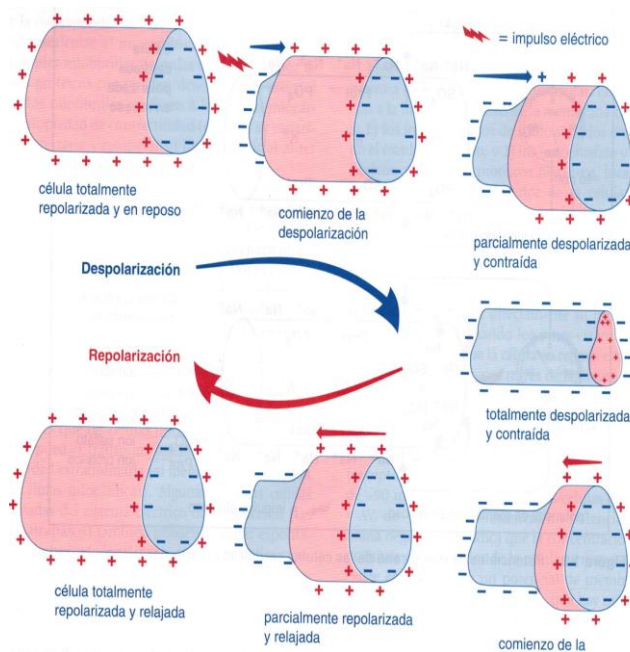 = impulso eléctrico
célula totalmente
repolarizada y en reposo
comienzo de la
despolarización
parcialmente despolarizada
y contraída
Despolarización
Repolarización
totalmente despolarizada
y contraída
célula totalmente
repolarizada y relajada
parcialmente repolarizada
y relajada
comienzo de la